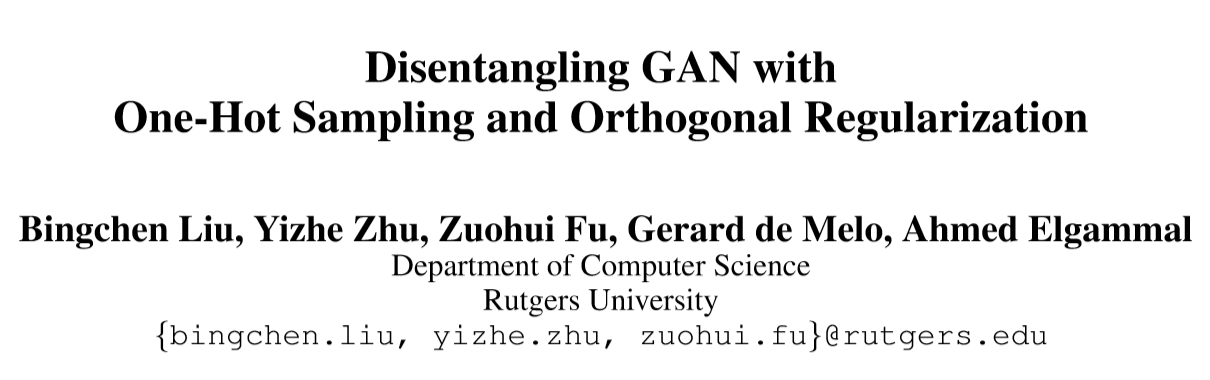 Disentangling GAN with
One-Hot Sampling and Orthogonal Regularization
Bingchen Liu, Yizhe Zhu, Zuohui Fu, Gerard de Melo, Ahmed Elgammal
Department of Computer Science
Rutgers University
{bingchen.liu, yizhe.zhu, zuohui.fu}@rutgers.edu